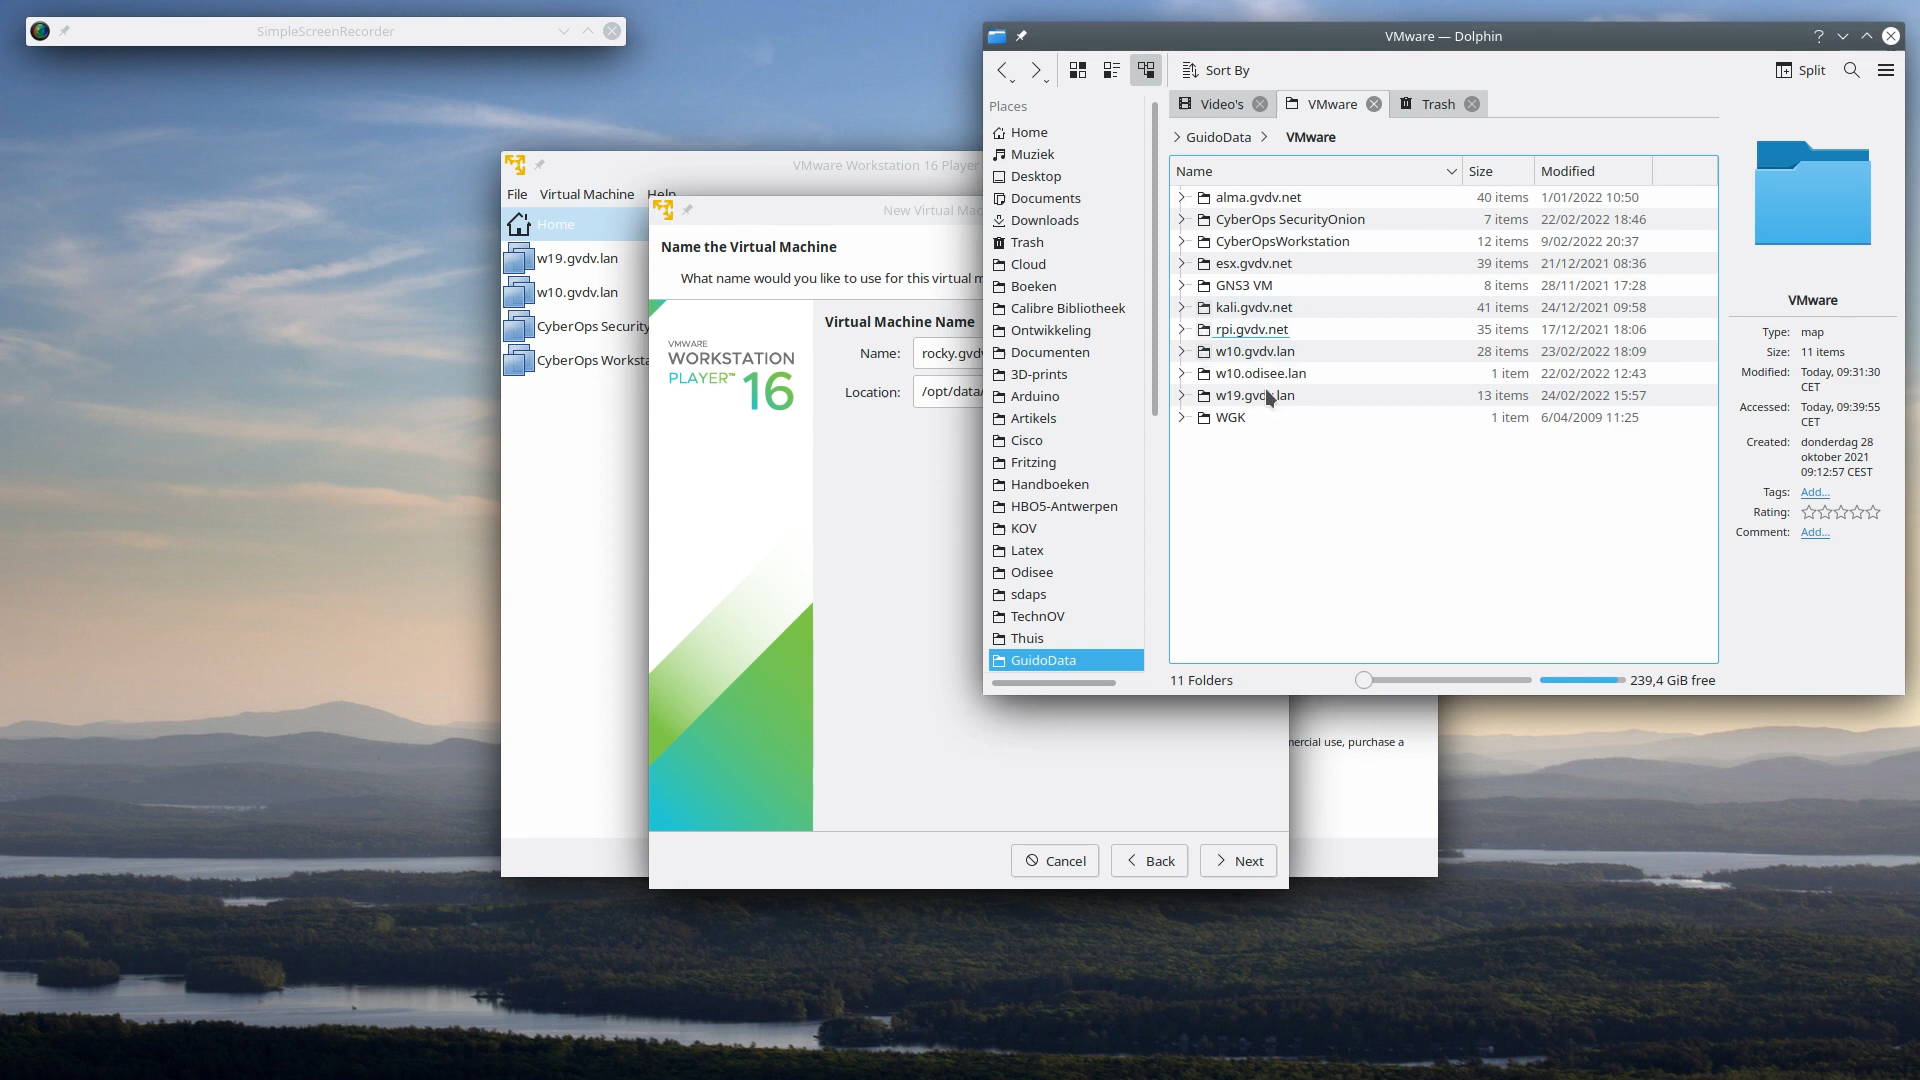 SimpleScreenRecorder
VMware Workstation 16 Player
File Virtual Machine Help
Home
w19.gvdv.lan
w10.gvdv.lan
CyberOps Security
CyberOps Worksta
New Virtual Mac
Name the Virtual Machine
What name would you like to use for this virtual m
VMWARE
WORKSTATION
PLAYER™ 16
Virtual Machine Name
Name: rocky.gvd
Location: /opt/data/
Cancel Back Next
mercial use, purchase a
VMware — Dolphin
Sort By
Split
Places
Home
Muziek
Desktop
Documents
Downloads
Trash
Cloud
Boeken
Calibre Bibliotheek
Ontwikkeling
Documenten
3D-prints
Arduino
Artikels
Cisco
Fritzing
Handboeken
HBO5-Antwerpen
KOV
Latex
Odisee
sdaps
TechnOV
Thuis
GuidoData
Video's VMware Trash
GuidoData VMware
Name Size Modified
alma.gvdv.net 40 items 1/01/2022 10:50
CyberOps SecurityOnion 7 items 22/02/2022 18:46
CyberOpsWorkstation 12 items 9/02/2022 20:37
esx.gvdv.net 39 items 21/12/2021 08:36
GNS3 VM 8 items 28/11/2021 17:28
kali.gvdv.net 41 items 24/12/2021 09:58
rpi.gvdv.net 35 items 17/12/2021 18:06
w10.gvdv.lan 28 items 23/02/2022 18:09
w10.odisee.lan 1 item 22/02/2022 12:43
w19.gvdv.lan 13 items 24/02/2022 15:57
WGK 1 item 6/04/2009 11:25
11 Folders 239,4 GiB free
VMware
Type: map
Size: 11 items
Modified: Today, 09:31:30
CET
Accessed: Today, 09:39:55
CET
Created: donderdag 28
oktober 2021
09:12:57 CEST
Tags: Add...
Rating:
Comment: Add...